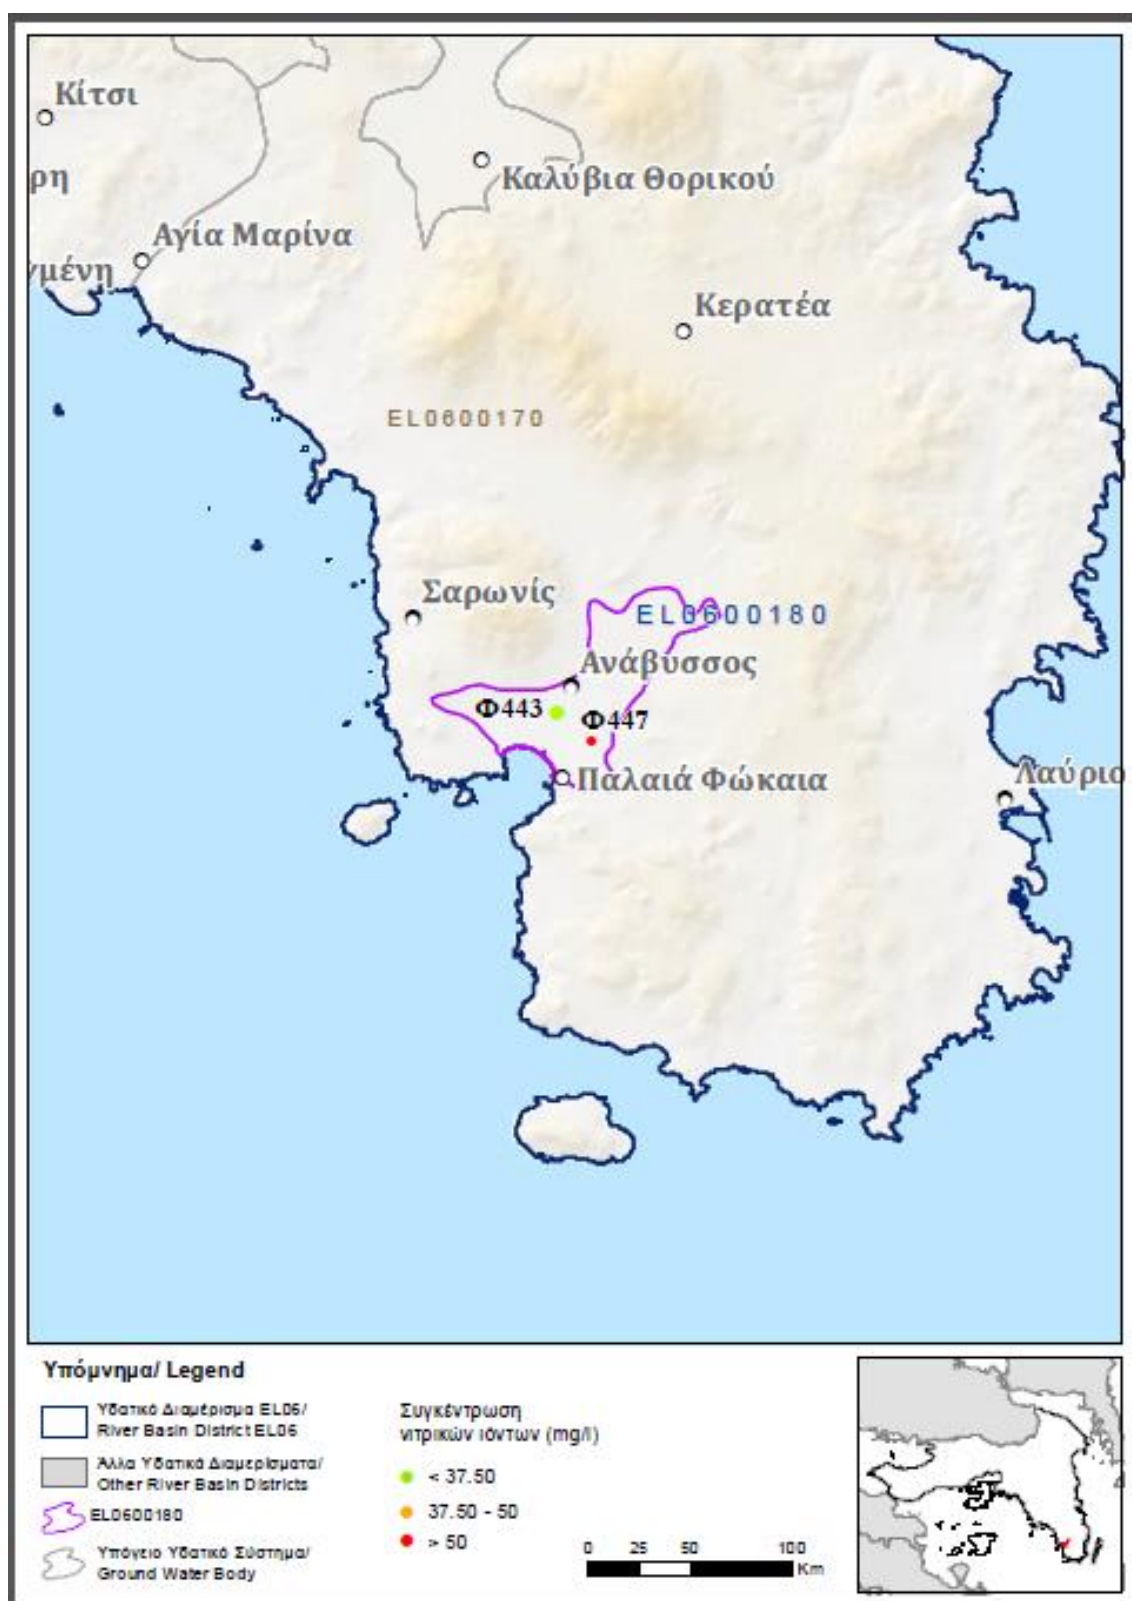 Κίτσι
ρη
Καλύβια Θορικού
Αγία Μαρίνα
γμένη
Κερατέα
EL0600170
Σαρωνίς
EL0600180
Ανάβυσσος
Φ443
Φ447
Παλαιά Φώκαια
Λαύριο
Υπόμνημα/ Legend
Υδατικό Διαμέρισμα EL06/
River Basin District EL06
Άλλα Υδατικά Διαμερίσματα/
Other River Basin Districts
EL0600180
Υπόγειο Υδατικό Σύστημα/
Ground Water Body
Συγκέντρωση
νιτρικών ιόντων (mg/l)
< 37.50
37.50 - 50
> 50
0 25 50 100
Km